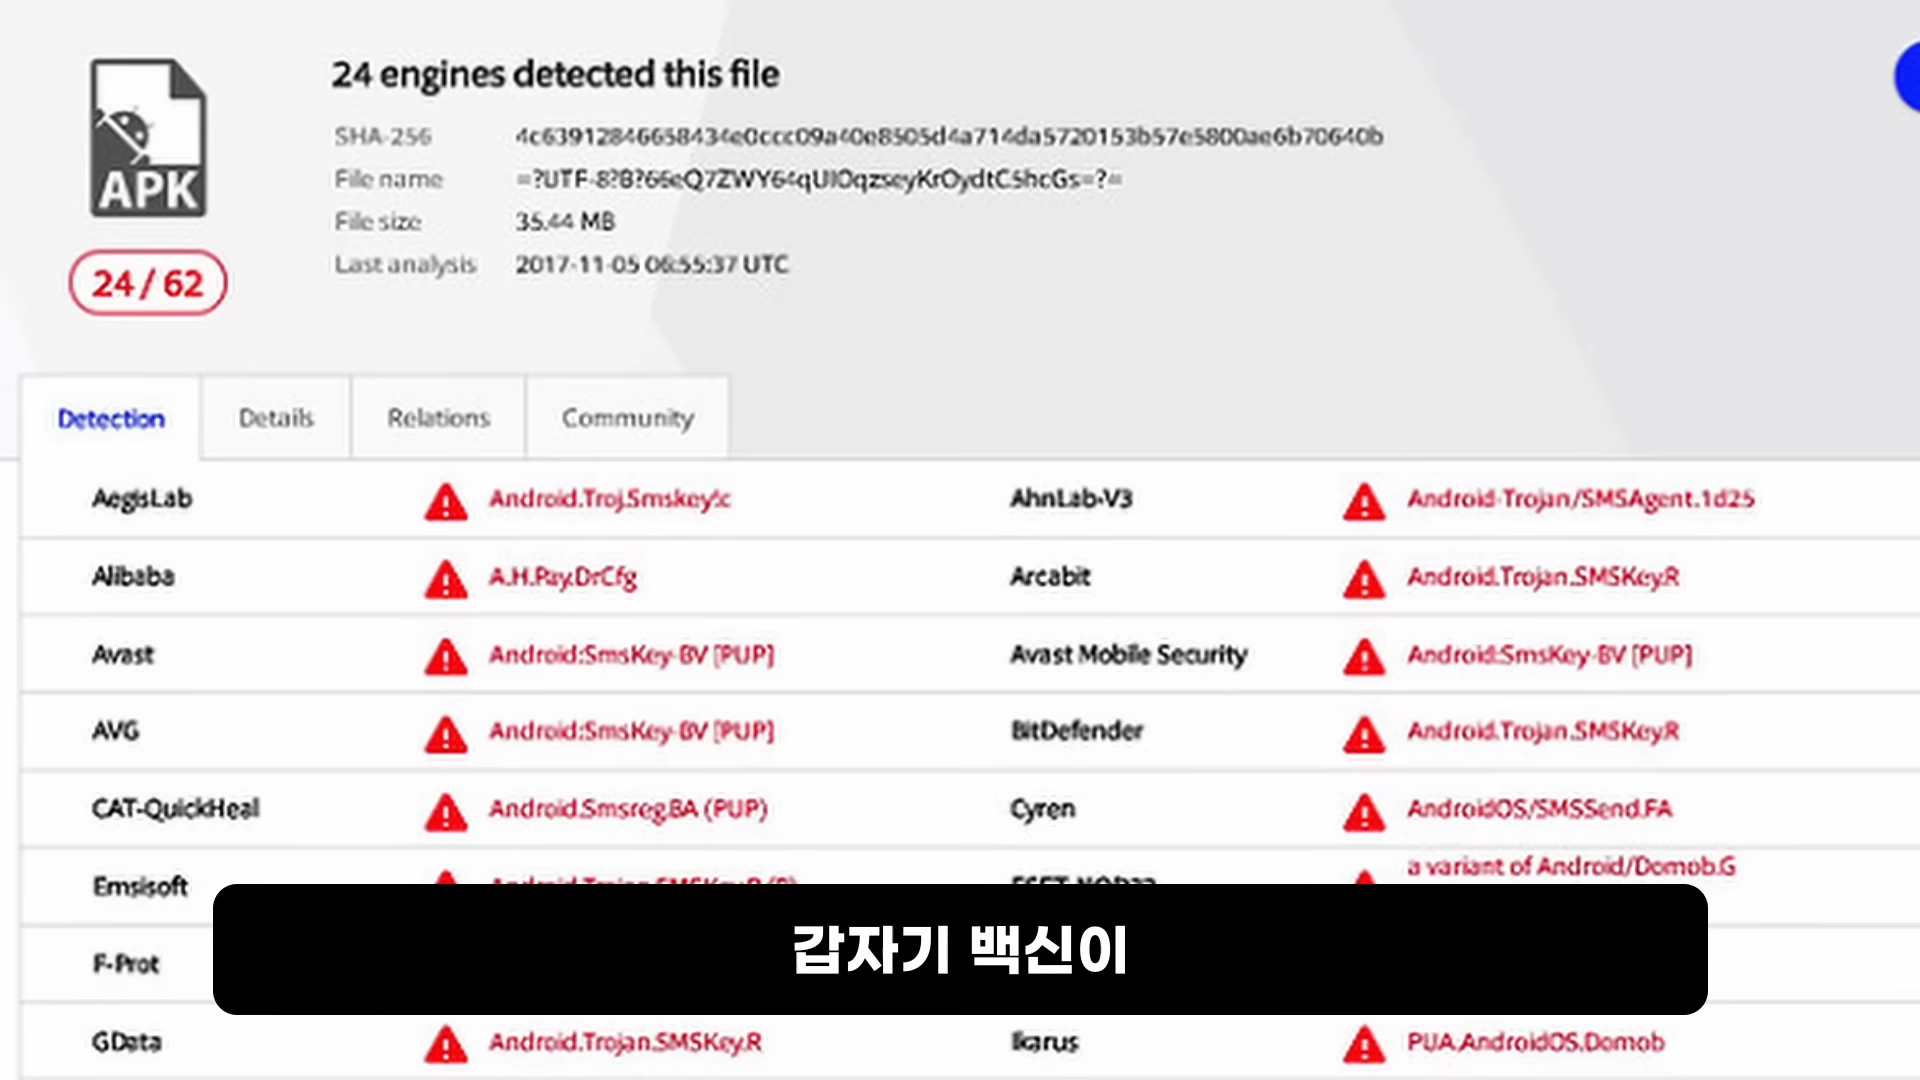 24 engines detected this file
SHA-256
File name
File size 35.44 MB
Last analysis 2017-11-05 06:55:37 UTC
APK
24 / 62
Detection Details Relations Community
AegisLab Android.Troj.Smskey!c AhnLab-V3 Android-Trojan/SMSAgent.1d25
Alibaba A.H.Pay.DrCfg Arcabit Android.Trojan.SMSKey.R
Avast Android:SmsKey-BV [PUP] Avast Mobile Security Android:SmsKey-BV [PUP]
AVG Android:SmsKey-BV [PUP] BitDefender Android.Trojan.SMSKey.R
CAT-QuickHeal Android.Smsreg.BA (PUP) Cyren AndroidOS/SMSSend.FA
Emsisoft a variant of Android/Domob.G
F-Prot
갑자기 백신이
GData Android.Trojan.SMSKey.R Ikarus PUA.AndroidOS.Domob